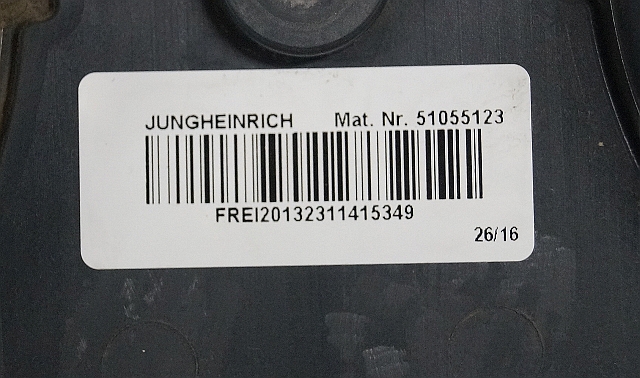 JUNGHEINRICH Mat. Nr. 51055123
FREI20132311415349
26/16